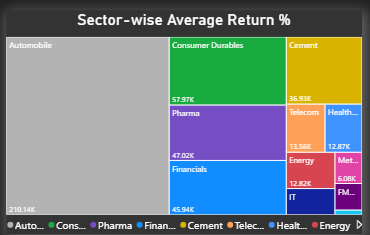 Sector-wise Average Return %
Automobile
210.14K
Consumer Durables
57.97K
Pharma
47.02K
Financials
45.94K
Cement
36.93K
Telecom
13.56K
Health...
12.87K
Energy
12.82K
Met...
6.08K
IT
FM...
Auto... Cons... Pharma Finan... Cement Telec... Healt... Energy